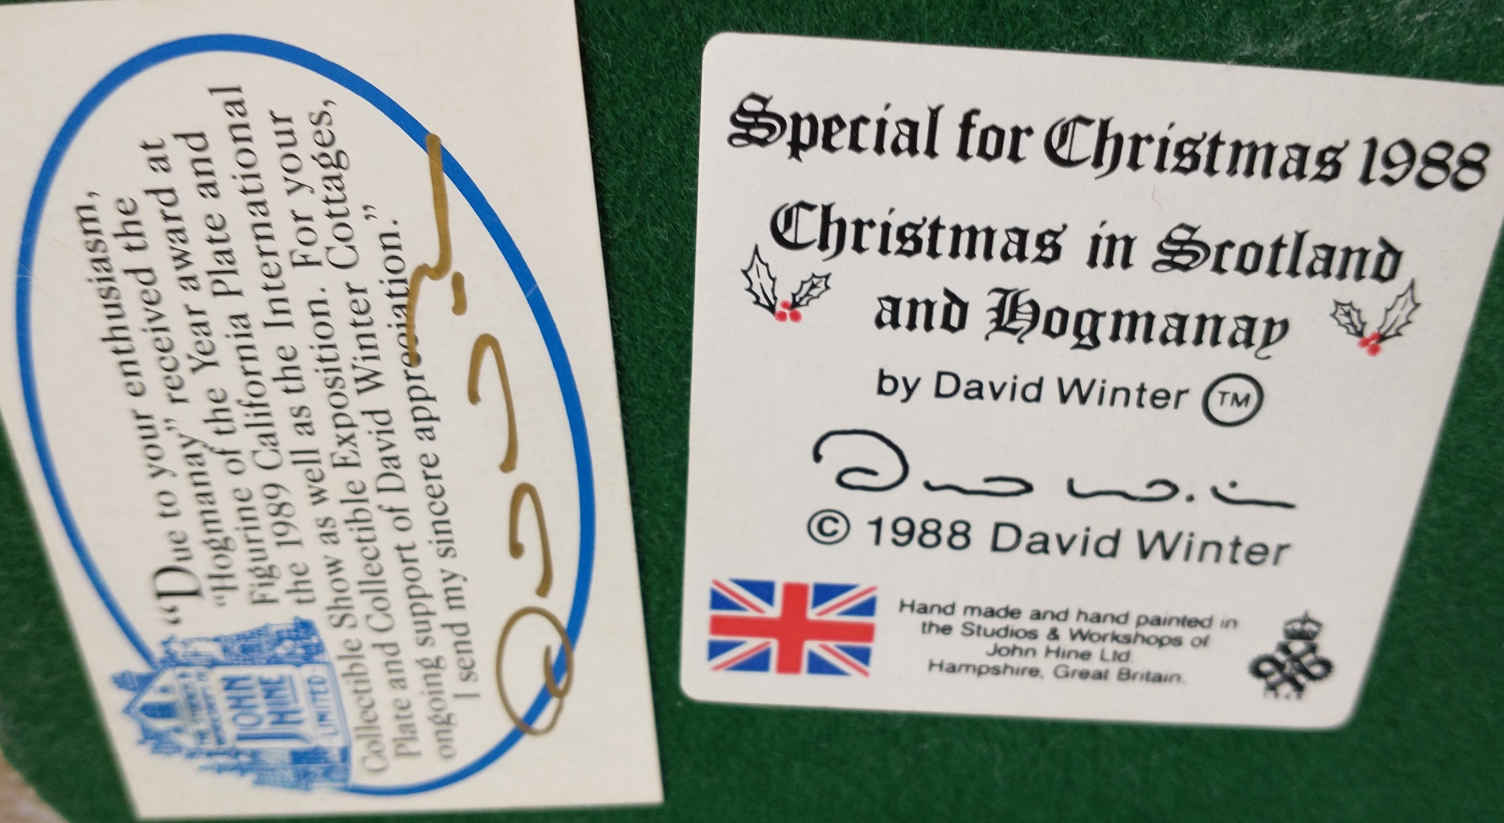 "Due to your enthusiasm,
"Hogmanay" received the
Figurine of the Year award at
the 1989 California Plate and
Collectible Show as well as the International
Plate and Collectible Exposition. For your
ongoing support of David Winter Cottages,
I send my sincere appreciation."
JOHN
HINE
LIMITED
Special for Christmas 1988
Christmas in Scotland
and Hogmanay
by David Winter TM
© 1988 David Winter
Hand made and hand painted in
the Studios & Workshops of
John Hine Ltd.
Hampshire, Great Britain.